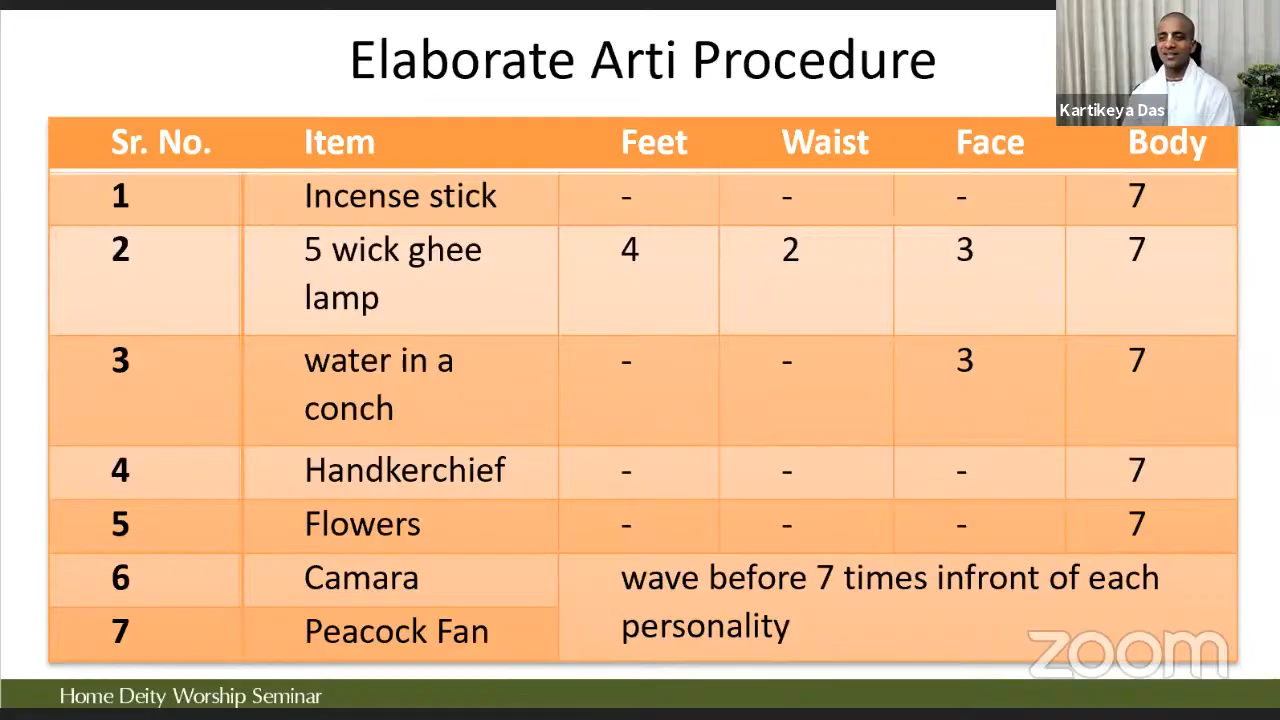 Elaborate Arti Procedure
Kartikeya Das
Sr. No. Item Feet Waist Face Body
1 Incense stick - - - 7
2 5 wick ghee 4 2 3 7
lamp
3 water in a - - 3 7
conch
4 Handkerchief - - - 7
5 Flowers - - - 7
6 Camara wave before 7 times infront of each
personality
7 Peacock Fan
zoom
Home Deity Worship Seminar